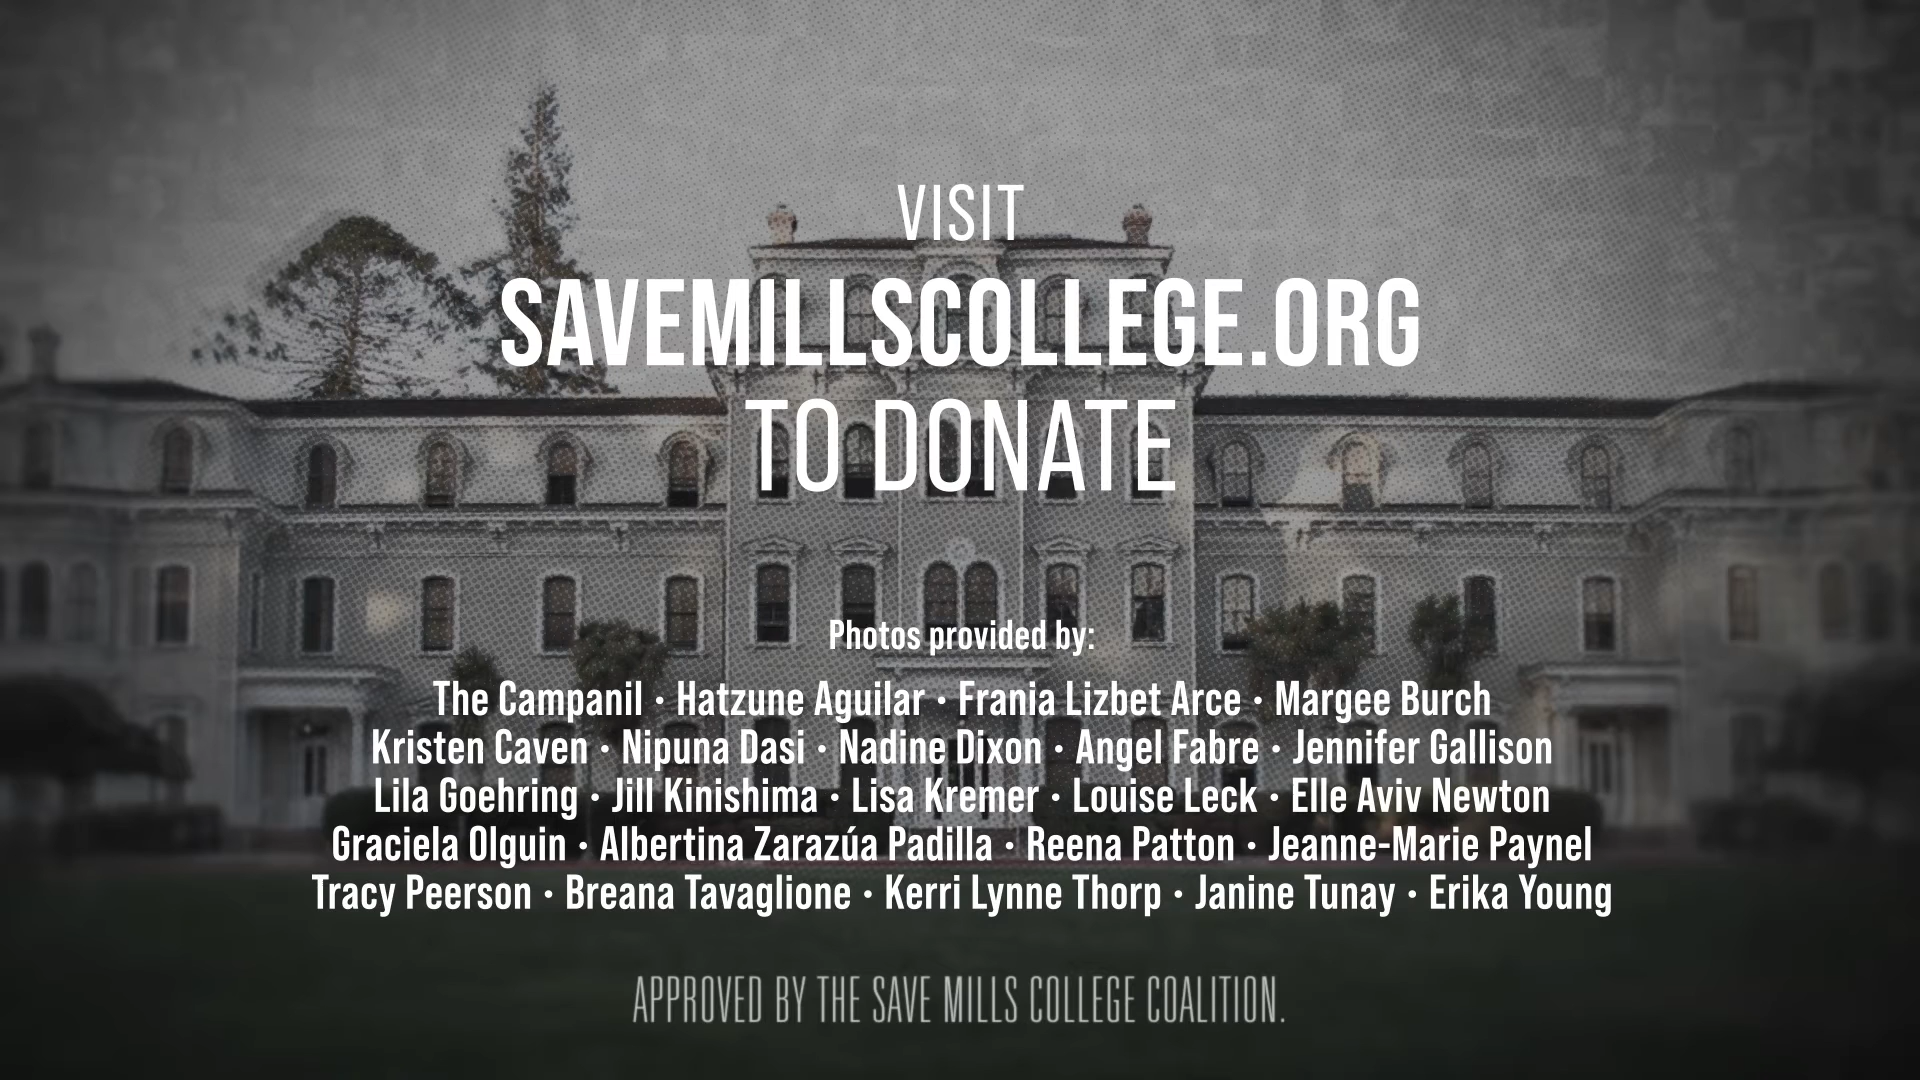 VISIT
SAVEMILLSCOLLEGE.ORG
TO DONATE
Photos provided by:
The Campanil • Hatzune Aguilar • Frania Lizbet Arce • Margee Burch
Kristen Caven • Nipuna Dasi • Nadine Dixon • Angel Fabre • Jennifer Gallison
Lila Goehring • Jill Kinishima • Lisa Kremer • Louise Leck • Elle Aviv Newton
Graciela Olguin • Albertina Zarazúa Padilla • Reena Patton • Jeanne-Marie Paynel
Tracy Peerson • Breana Tavaglione • Kerri Lynne Thorp • Janine Tunay • Erika Young
APPROVED BY THE SAVE MILLS COLLEGE COALITION.